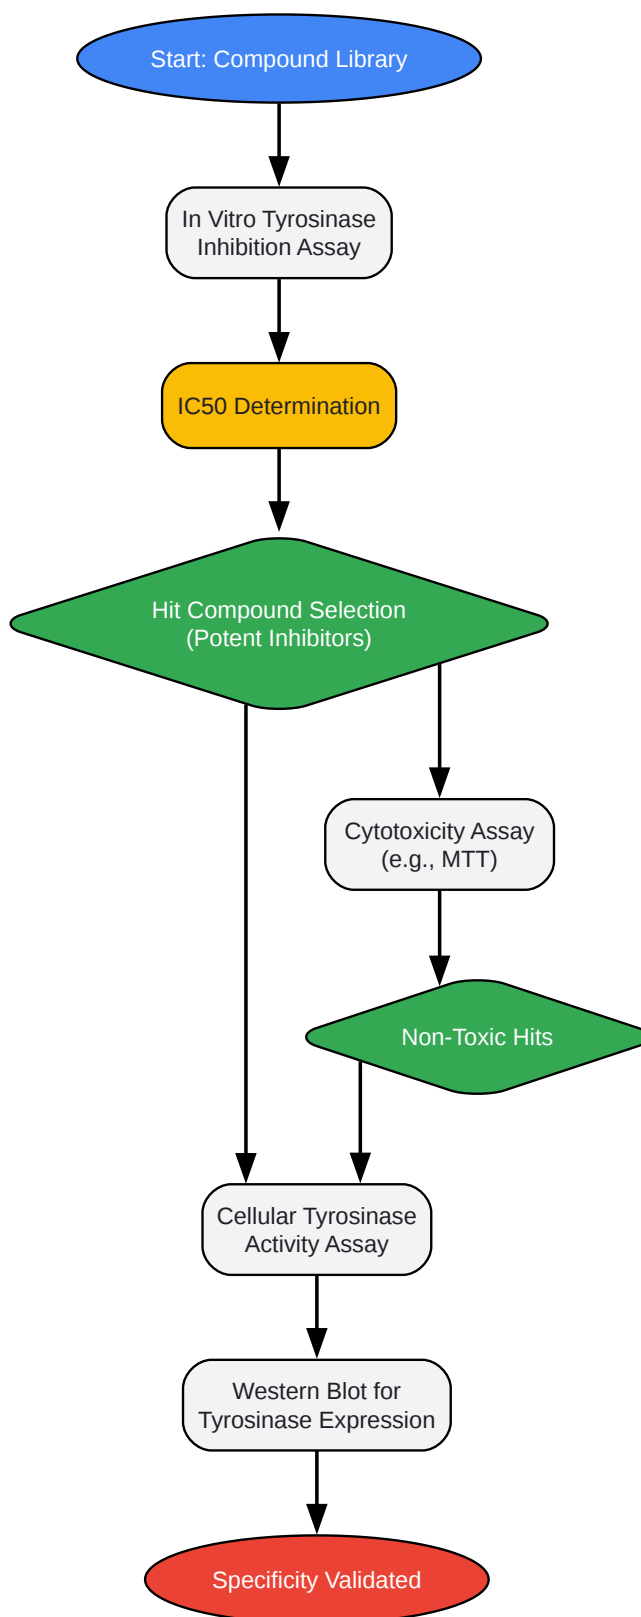 Start: Compound Library
In Vitro Tyrosinase
Inhibition Assay
IC50 Determination
Hit Compound Selection
(Potent Inhibitors)
Cytotoxicity Assay
(e.g., MTT)
Non-Toxic Hits
Cellular Tyrosinase
Activity Assay
Western Blot for
Tyrosinase Expression
Specificity Validated